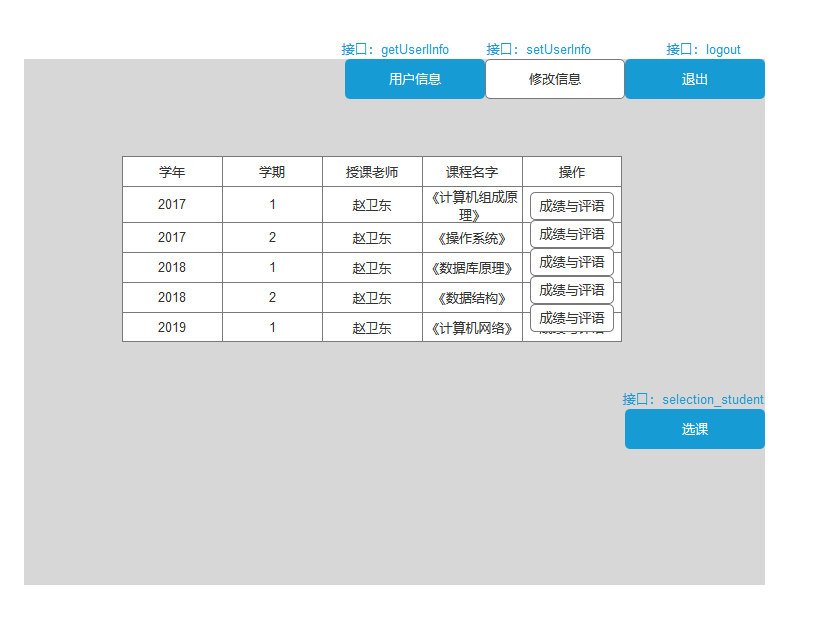 接口：getUserIInfo
接口：setUserInfo
接口：logout
用户信息
修改信息
退出
学年
学期
授课老师
课程名字
操作
2017
1
赵卫东
《计算机组成原
理》
成绩与评语
2017
2
赵卫东
《操作系统》
成绩与评语
2018
1
赵卫东
《数据库原理》
成绩与评语
2018
2
赵卫东
《数据结构》
成绩与评语
2019
1
赵卫东
《计算机网络》
成绩与评语
接口：selection_student
选课